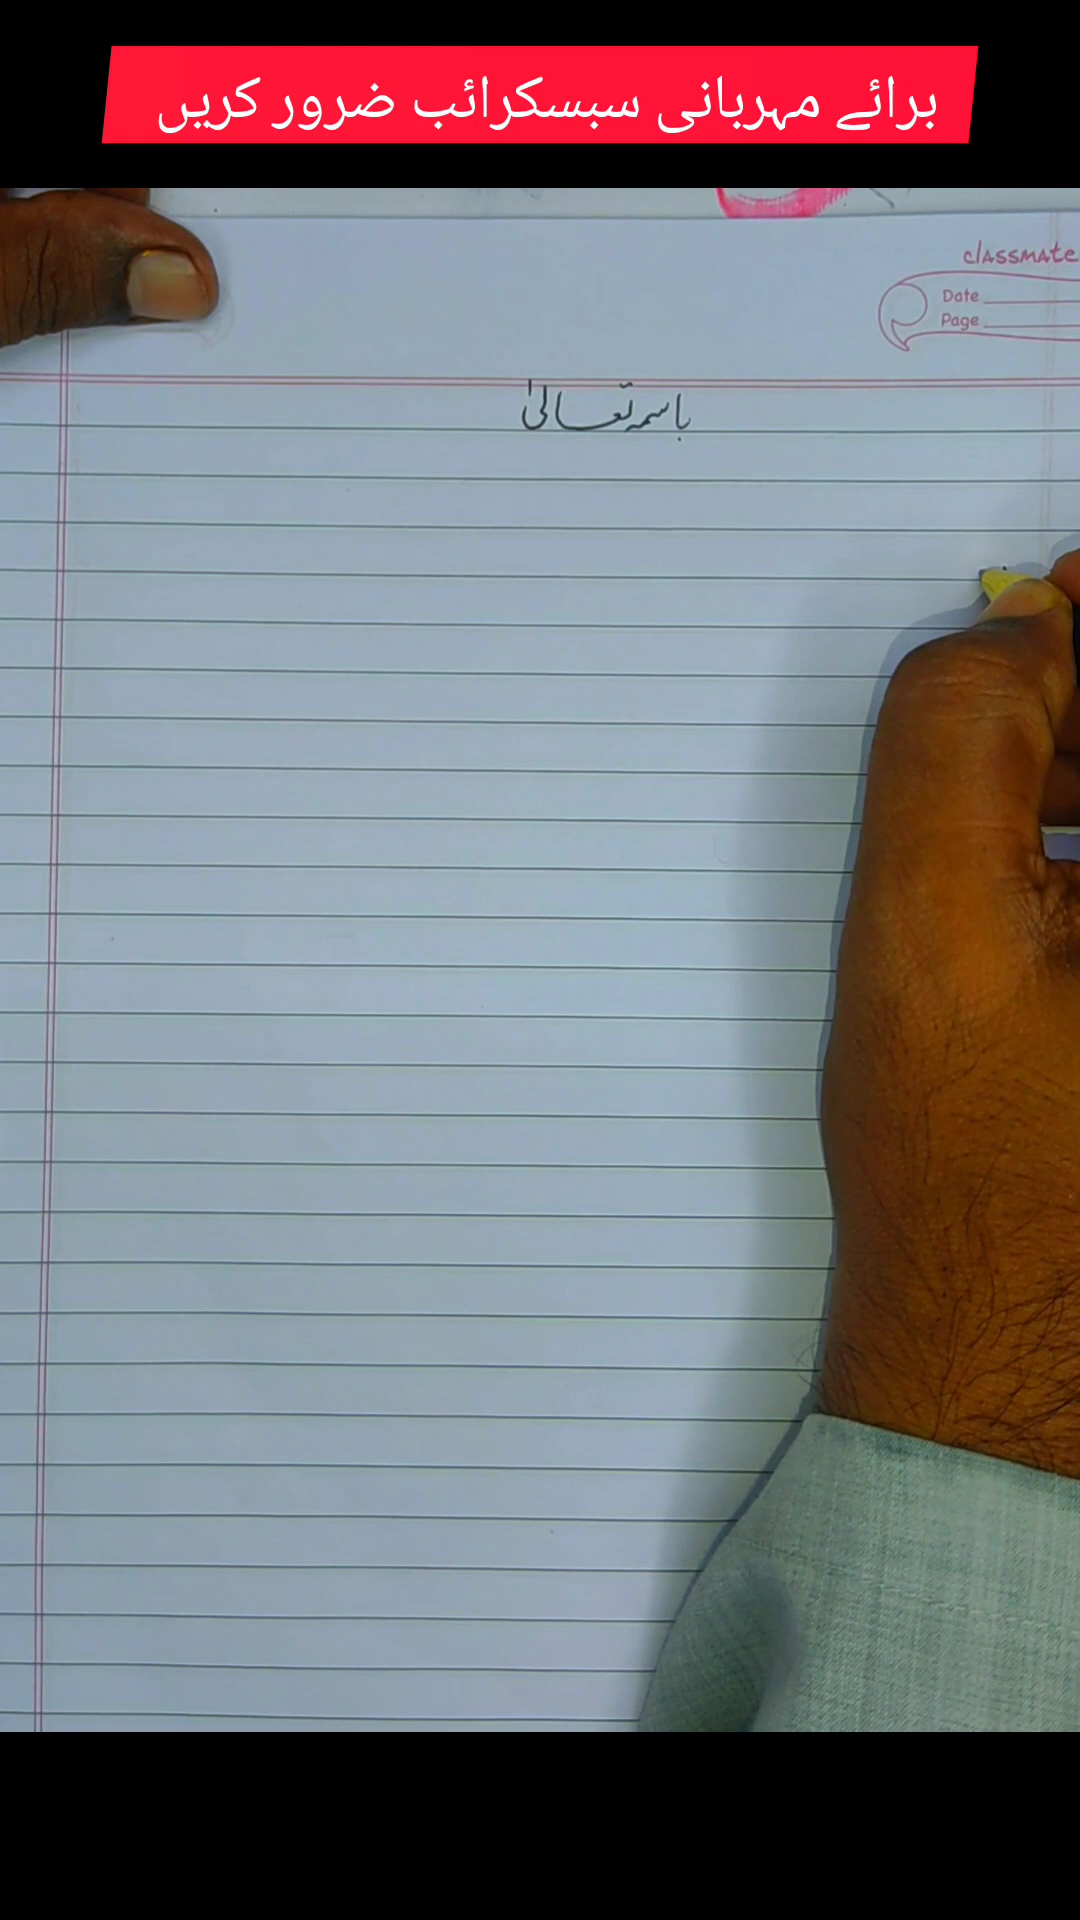 برائے مہربانی سبسکرائب ضرور کریں
classmate
Date
Page
باسمہ تعالیٰ